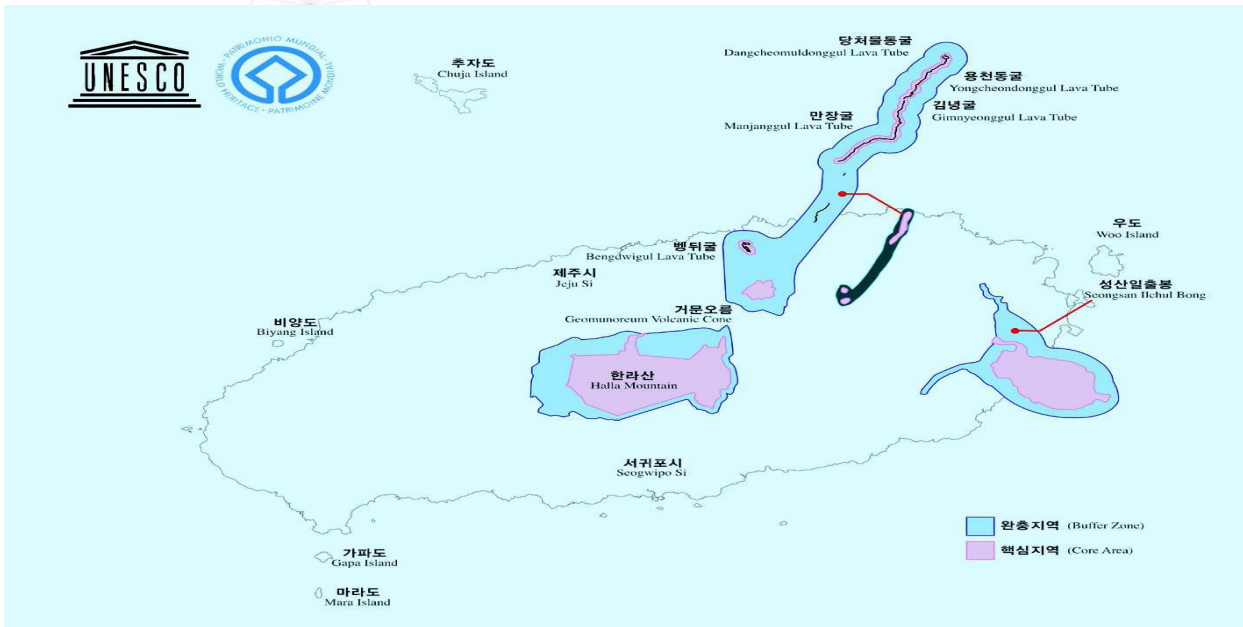 UNESCO
PATRIMONIO MUNDIAL • WORLD HERITAGE • PATRIMOINE MONDIAL •
추자도
Chuja Island
당처물동굴
Dangcheomuldonggul Lava Tube
용천동굴
Yongcheondonggul Lava Tube
김녕굴
Gimnyeonggul Lava Tube
만장굴
Manjanggul Lava Tube
우도
Woo Island
벵뒤굴
Bengdwigul Lava Tube
제주시
Jeju Si
성산일출봉
Seongsan Ilchul Bong
거문오름
Geomunoreum Volcanic Cone
비양도
Biyang Island
한라산
Halla Mountain
서귀포시
Seogwipo Si
완충지역 (Buffer Zone)
핵심지역 (Core Area)
가파도
Gapa Island
마라도
Mara Island